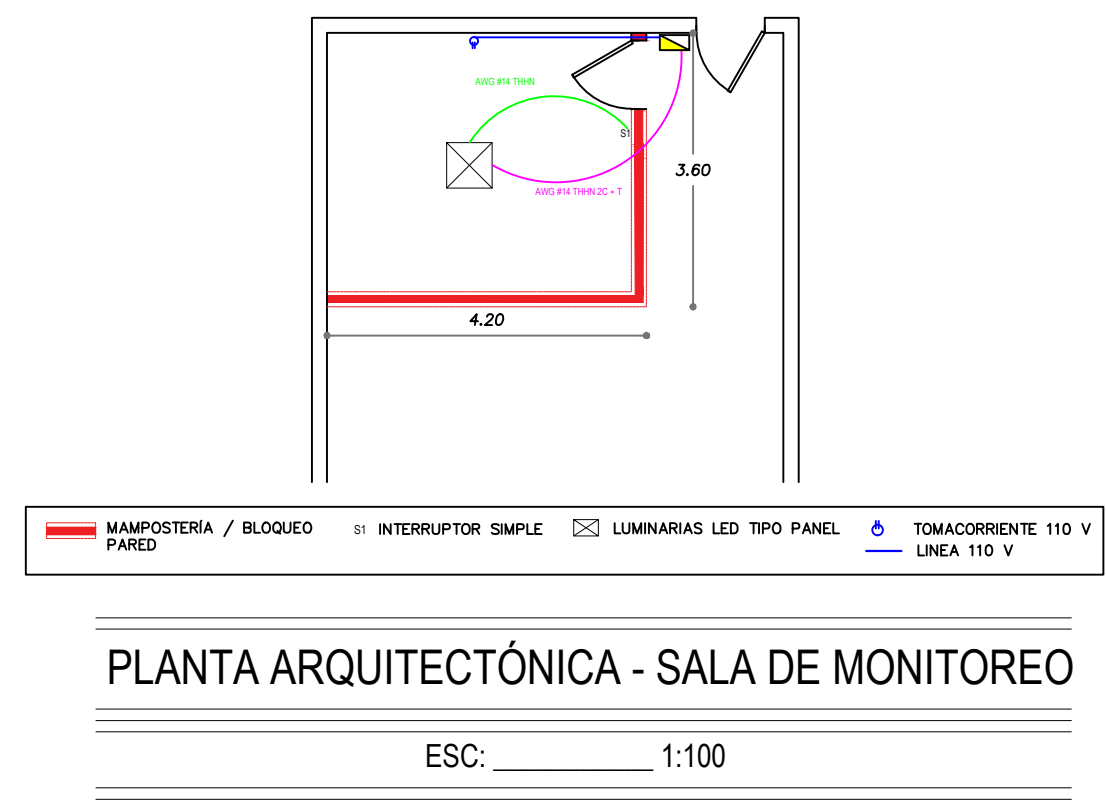 AWG #14 THHN
S1
3.60
AWG #14 THHN 2C + T
4.20
MAMPOSTERÍA / BLOQUEO
PARED
S1 INTERRUPTOR SIMPLE
LUMINARIAS LED TIPO PANEL
TOMACORRIENTE 110 V
LINEA 110 V
PLANTA ARQUITECTÓNICA - SALA DE MONITOREO
ESC: ___________ 1:100